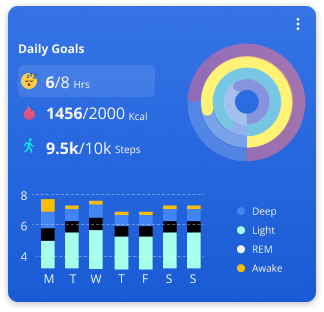 Daily Goals
6/8 Hrs
1456/2000 Kcal
9.5k/10k Steps
8
6
4
M T W T F S S
Deep
Light
REM
Awake